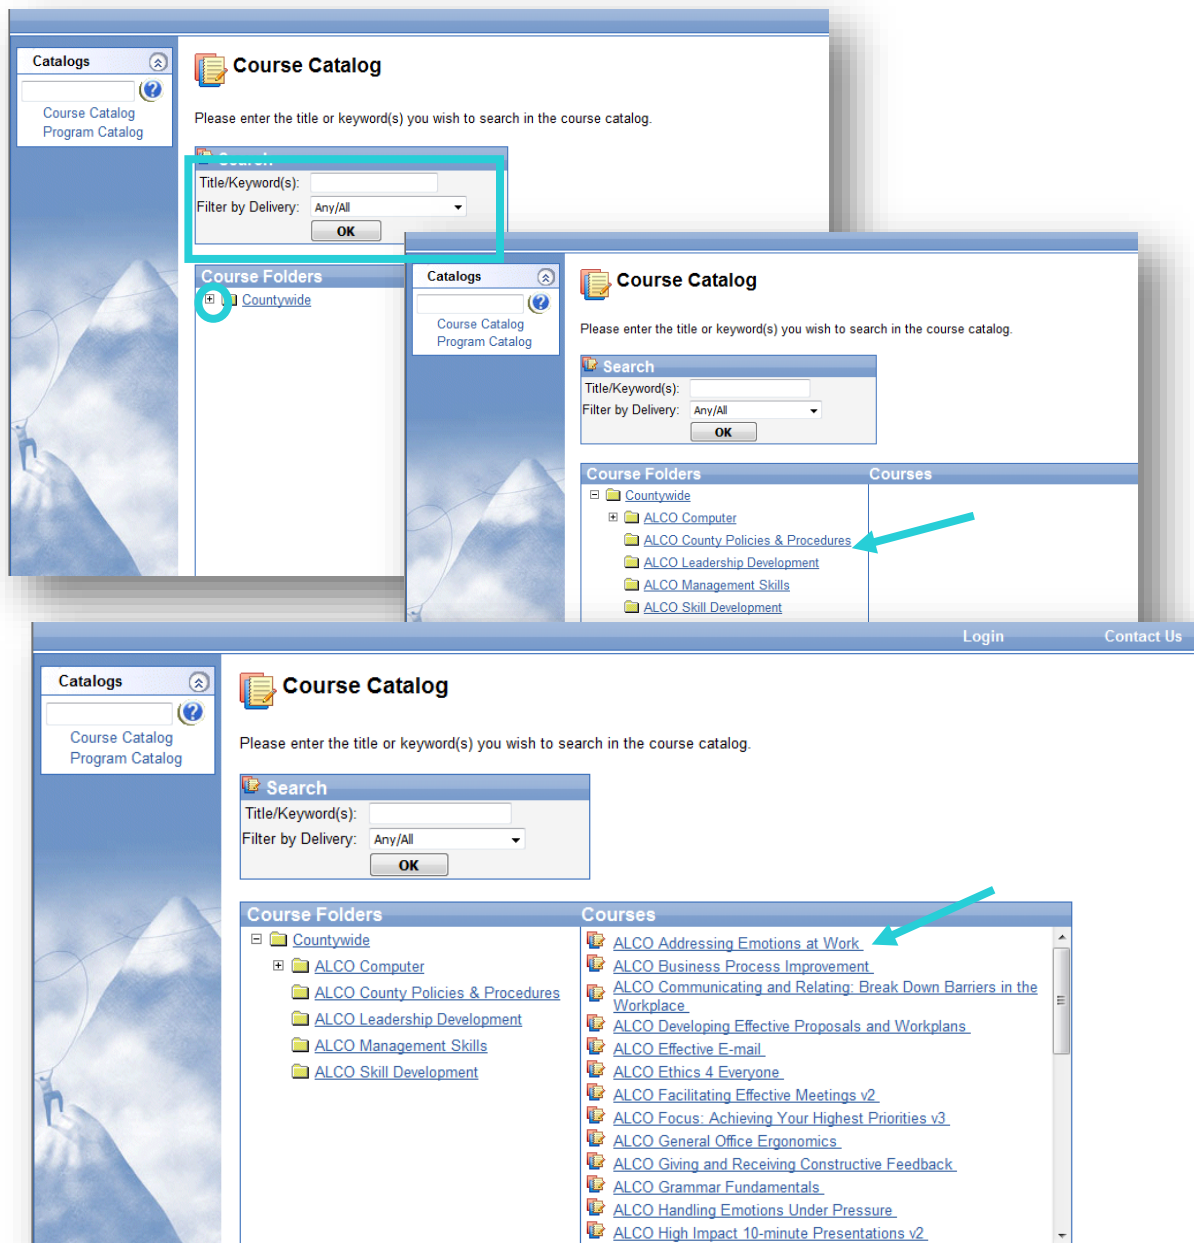 Catalogs
Course Catalog
Program Catalog
Course Catalog
Please enter the title or keyword(s) you wish to search in the course catalog.
Search
Title/Keyword(s):
Filter by Delivery: Any/All
OK
Course Folders
Countywide
Catalogs
Course Catalog
Program Catalog
Course Catalog
Please enter the title or keyword(s) you wish to search in the course catalog.
Search
Title/Keyword(s):
Filter by Delivery: Any/All
OK
Course Folders Courses
Countywide
ALCO Computer
ALCO County Policies & Procedures
ALCO Leadership Development
ALCO Management Skills
ALCO Skill Development
Login Contact Us
Catalogs
Course Catalog
Program Catalog
Course Catalog
Please enter the title or keyword(s) you wish to search in the course catalog.
Search
Title/Keyword(s):
Filter by Delivery: Any/All
OK
Course Folders
Countywide
ALCO Computer
ALCO County Policies & Procedures
ALCO Leadership Development
ALCO Management Skills
ALCO Skill Development
Courses
ALCO Addressing Emotions at Work
ALCO Business Process Improvement
ALCO Communicating and Relating: Break Down Barriers in the
Workplace
ALCO Developing Effective Proposals and Workplans
ALCO Effective E-mail
ALCO Ethics 4 Everyone
ALCO Facilitating Effective Meetings v2
ALCO Focus: Achieving Your Highest Priorities v3
ALCO General Office Ergonomics
ALCO Giving and Receiving Constructive Feedback
ALCO Grammar Fundamentals
ALCO Handling Emotions Under Pressure
ALCO High Impact 10-minute Presentations v2